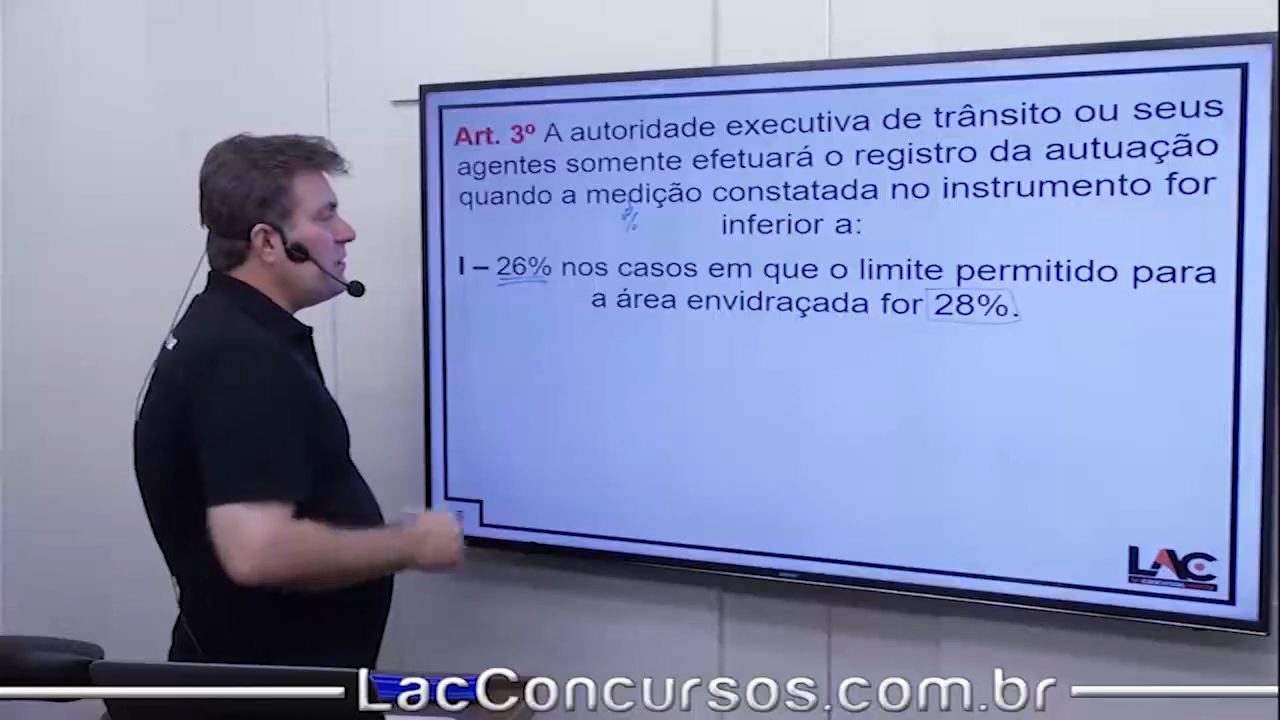 Art. 3º A autoridade executiva de trânsito ou seus
agentes somente efetuará o registro da autuação
quando a medição constatada no instrumento for
%
inferior a:
I – 26% nos casos em que o limite permitido para
a área envidraçada for 28%.
LAC
CONCURSOS
LacConcursos.com.br